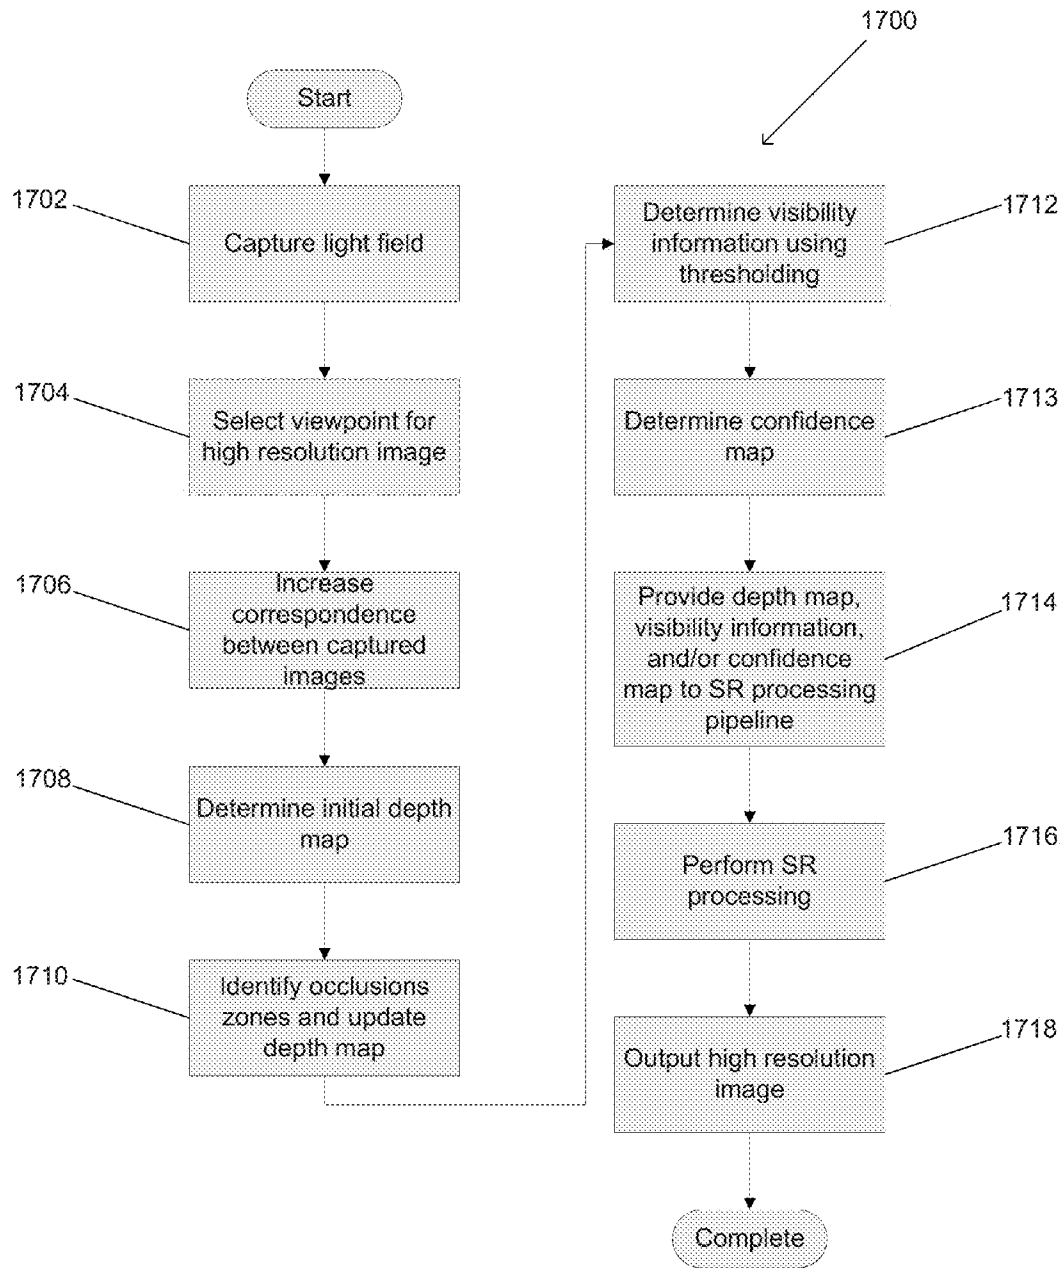 1700
Start
1702
Capture light field
1704
Select viewpoint for
high resolution image
1706
Increase
correspondence
between captured
images
1708
Determine initial depth
map
1710
Identify occlusions
zones and update
depth map
1712
Determine visibility
information using
thresholding
1713
Determine confidence
map
1714
Provide depth map,
visibility information,
and/or confidence
map to SR processing
pipeline
1716
Perform SR
processing
1718
Output high resolution
image
Complete